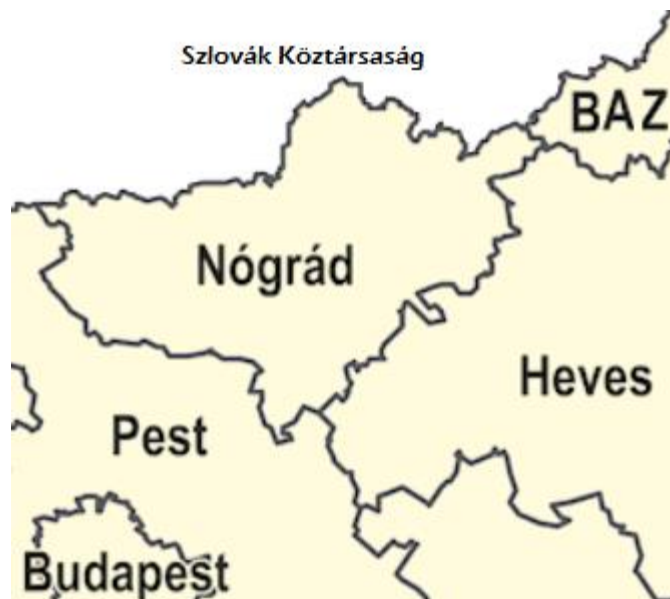 Szlovák Köztársaság
BAZ
Nógrád
Heves
Pest
Budapest